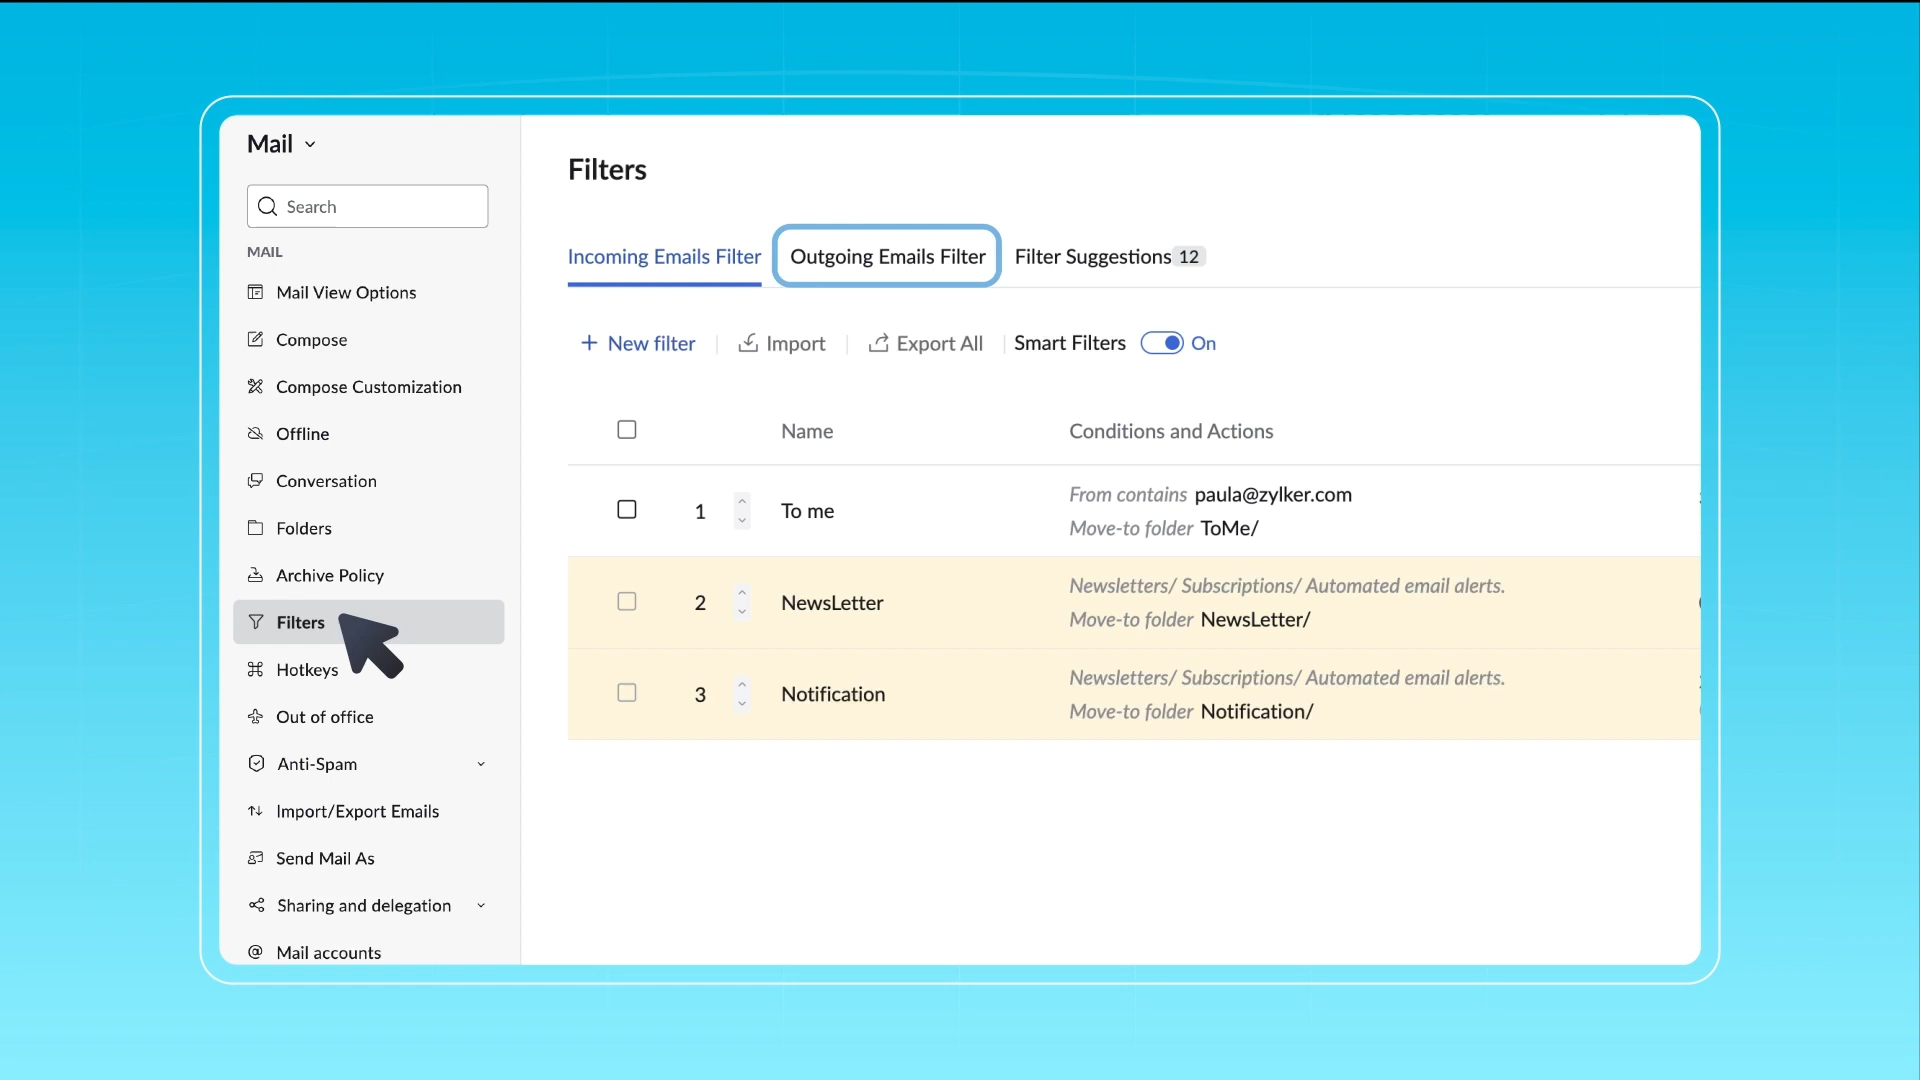 Mail
Search
MAIL
Mail View Options
Compose
Compose Customization
Offline
Conversation
Folders
Archive Policy
Filters
Hotkeys
Out of office
Anti-Spam
Import/Export Emails
Send Mail As
Sharing and delegation
Mail accounts
Filters
Incoming Emails Filter Outgoing Emails Filter Filter Suggestions 12
+ New filter Import Export All Smart Filters On
Name Conditions and Actions
1 To me From contains paula@zylker.com
Move-to folder ToMe/
2 NewsLetter Newsletters/ Subscriptions/ Automated email alerts.
Move-to folder NewsLetter/
3 Notification Newsletters/ Subscriptions/ Automated email alerts.
Move-to folder Notification/